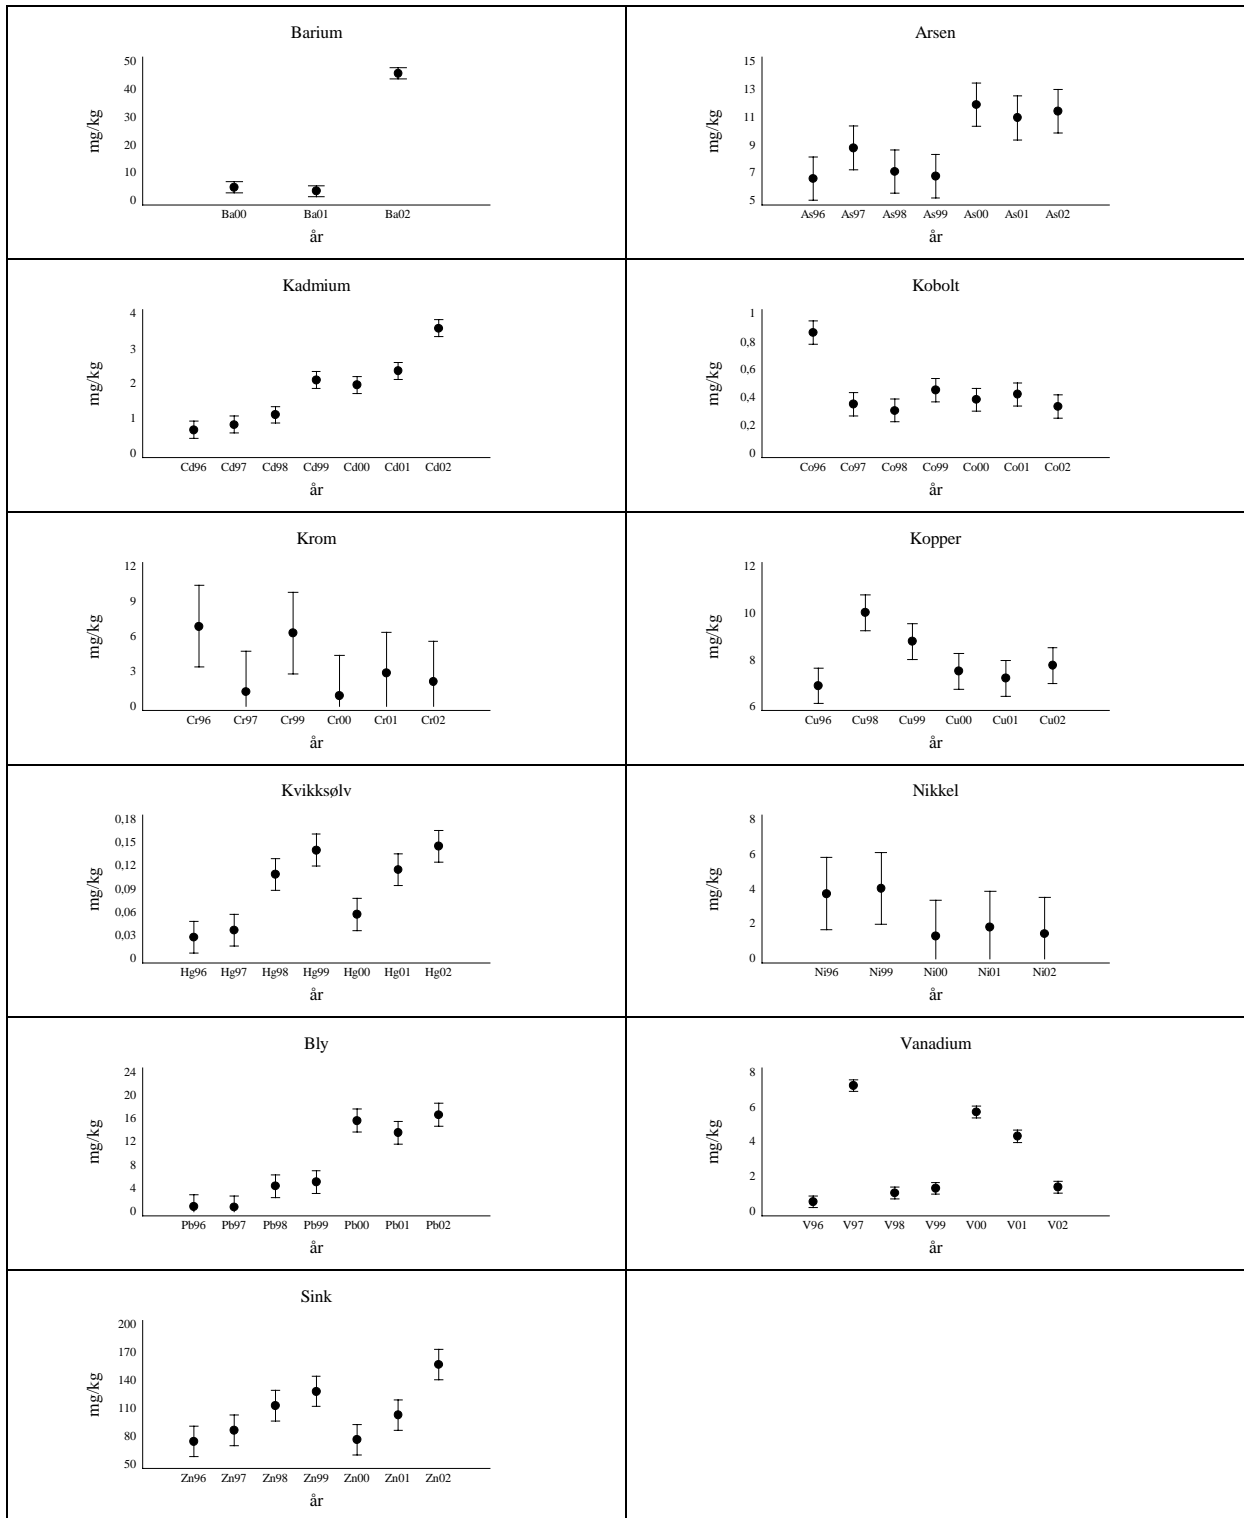 Barium
50
40
30
20
10
0
mg/kg
Ba00 Ba01 Ba02
år
Arsen
15
13
11
9
7
5
mg/kg
As96 As97 As98 As99 As00 As01 As02
år
Kadmium
4
3
2
1
0
mg/kg
Cd96 Cd97 Cd98 Cd99 Cd00 Cd01 Cd02
år
Kobolt
1
0,8
0,6
0,4
0,2
0
mg/kg
Co96 Co97 Co98 Co99 Co00 Co01 Co02
år
Krom
12
9
6
3
0
mg/kg
Cr96 Cr97 Cr99 Cr00 Cr01 Cr02
år
Kopper
12
10
8
6
mg/kg
Cu96 Cu98 Cu99 Cu00 Cu01 Cu02
år
Kvikksølv
0,18
0,15
0,12
0,09
0,06
0,03
0
mg/kg
Hg96 Hg97 Hg98 Hg99 Hg00 Hg01 Hg02
år
Nikkel
8
6
4
2
0
mg/kg
Ni96 Ni99 Ni00 Ni01 Ni02
år
Bly
24
20
16
12
8
4
0
mg/kg
Pb96 Pb97 Pb98 Pb99 Pb00 Pb01 Pb02
år
Vanadium
8
6
4
2
0
mg/kg
V96 V97 V98 V99 V00 V01 V02
år
Sink
200
170
140
110
80
50
mg/kg
Zn96 Zn97 Zn98 Zn99 Zn00 Zn01 Zn02
år